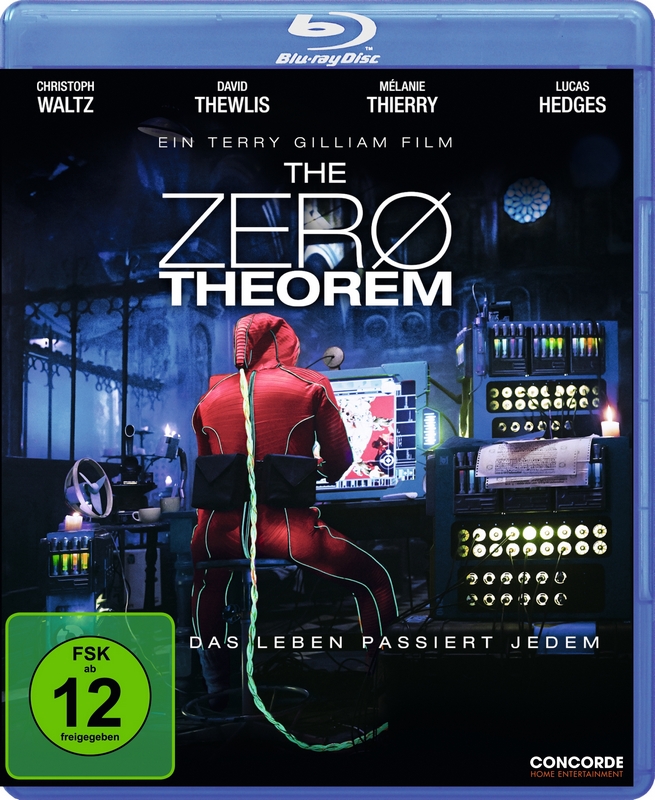 Blu-ray Disc
CHRISTOPH WALTZ
DAVID THEWLIS
MÉLANIE THIERRY
LUCAS HEDGES
EIN TERRY GILLIAM FILM
THE
ZERØ
THEOREM
DAS LEBEN PASSIERT JEDEM
FSK
ab
12
freigegeben
CONCORDE
HOME ENTERTAINMENT